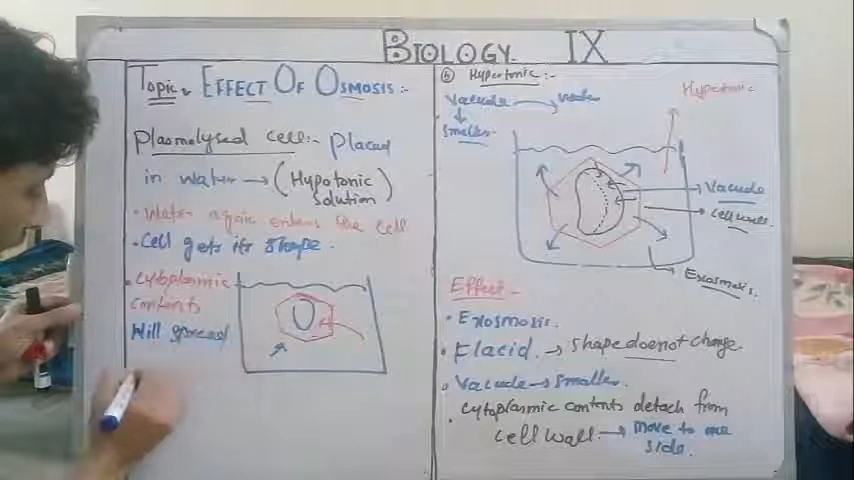 BIOLOGY IX
Topic: EFFECT OF OSMOSIS:-
Plasmolysed cell:- Placed
in water → (Hypotonic
Solution)
• Water again enters the cell
• Cell gets its shape.
• Cytoplasmic
contents
Will spread
b Hypertonic:-
Vacuole → water
↓
Smaller
Hypertonic
Vacuole
Cell wall
Exosmosis.
Effect:-
• Exosmosis.
• Flacid. → Shape doesnot change.
• Vacuole → Smaller.
• Cytoplasmic contents detach from
cell wall. → Move to one
side.